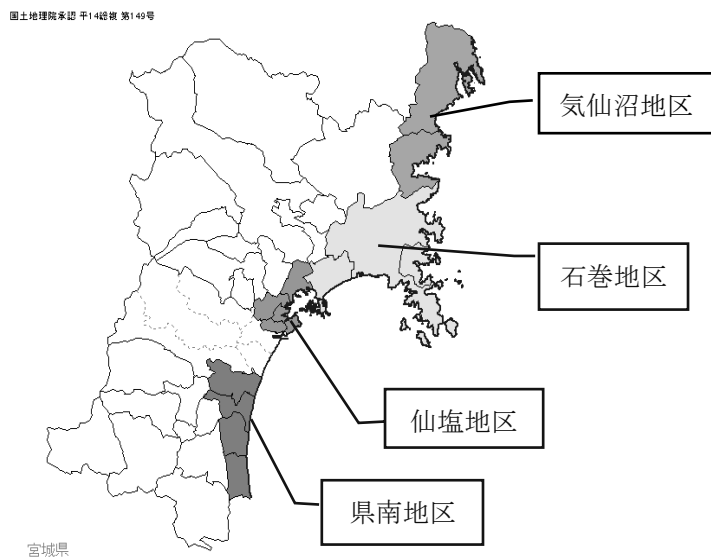 国土地理院承認 平14総複 第149号
気仙沼地区
石巻地区
仙塩地区
県南地区
宮城県